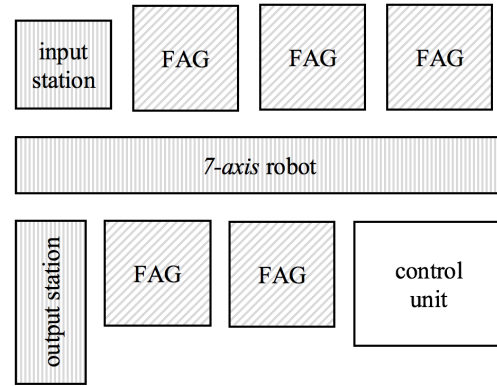 input
station
FAG
FAG
FAG
7-axis robot
output station
FAG
FAG
control
unit